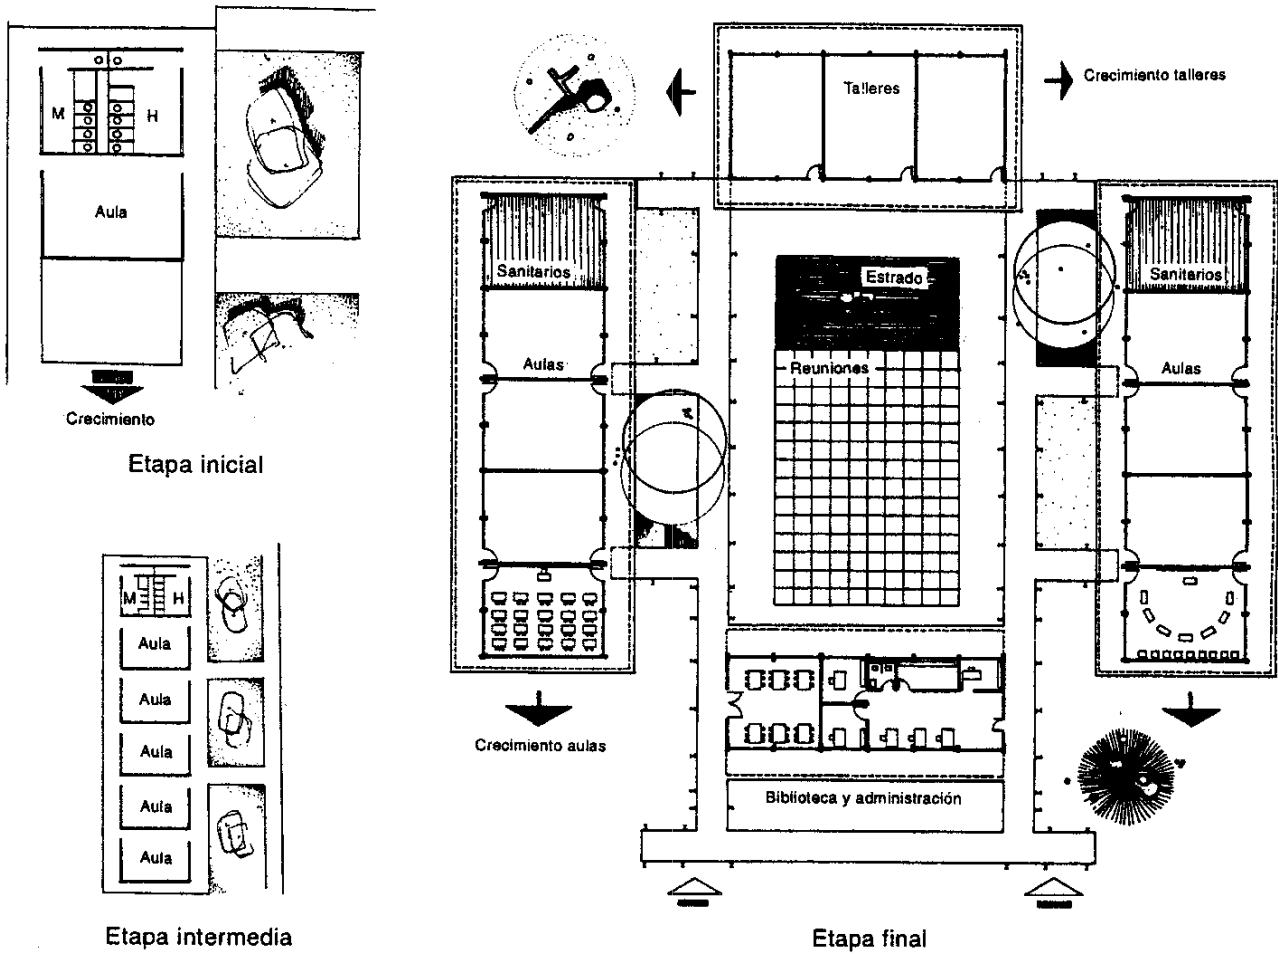 M
H
Aula
Crecimiento
Etapa inicial
M
H
Aula
Aula
Aula
Aula
Aula
Etapa intermedia
Talleres
Crecimiento talleres
Sanitarios
Aulas
Crecimiento aulas
Estrado
Reuniones
Sanitarios
Aulas
Biblioteca y administración
Etapa final